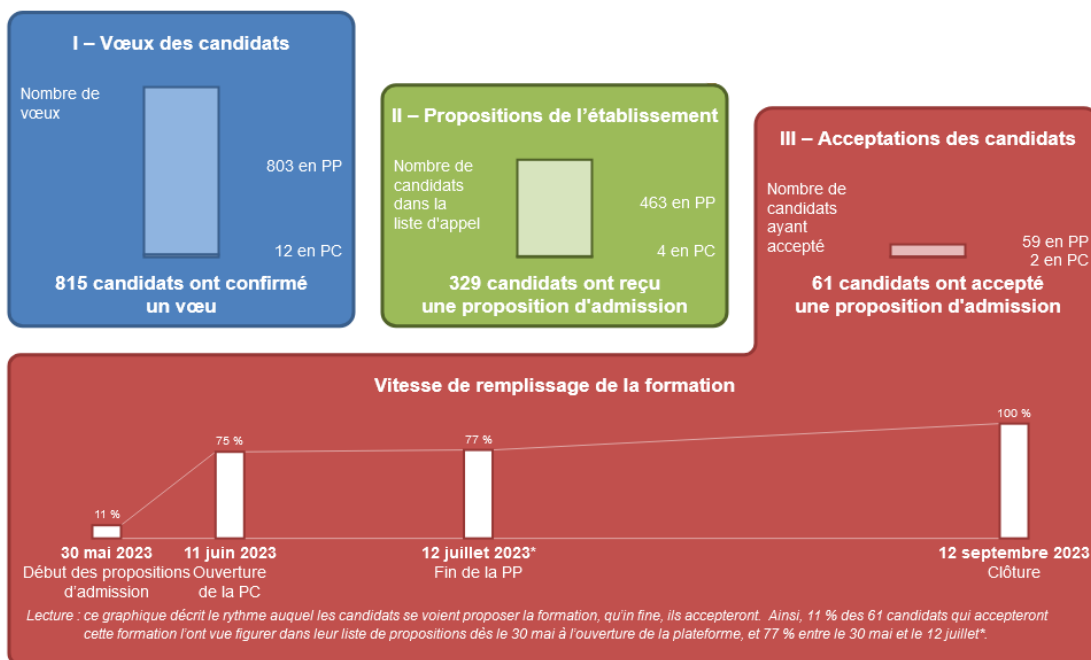 I – Vœux des candidats
Nombre de
vœux
803 en PP
12 en PC
815 candidats ont confirmé
un vœu
II – Propositions de l'établissement
Nombre de
candidats
dans la
liste d'appel
463 en PP
4 en PC
329 candidats ont reçu
une proposition d'admission
III – Acceptations des candidats
Nombre de
candidats
ayant
accepté
59 en PP
2 en PC
61 candidats ont accepté
une proposition d'admission
Vitesse de remplissage de la formation
11 %
75 %
77 %
100 %
30 mai 2023
Début des propositions
d'admission
11 juin 2023
Ouverture
de la PC
12 juillet 2023*
Fin de la PP
12 septembre 2023
Clôture
Lecture : ce graphique décrit le rythme auquel les candidats se voient proposer la formation, qu'in fine, ils accepteront. Ainsi, 11 % des 61 candidats qui accepteront
cette formation l'ont vue figurer dans leur liste de propositions dès le 30 mai à l'ouverture de la plateforme, et 77 % entre le 30 mai et le 12 juillet*.